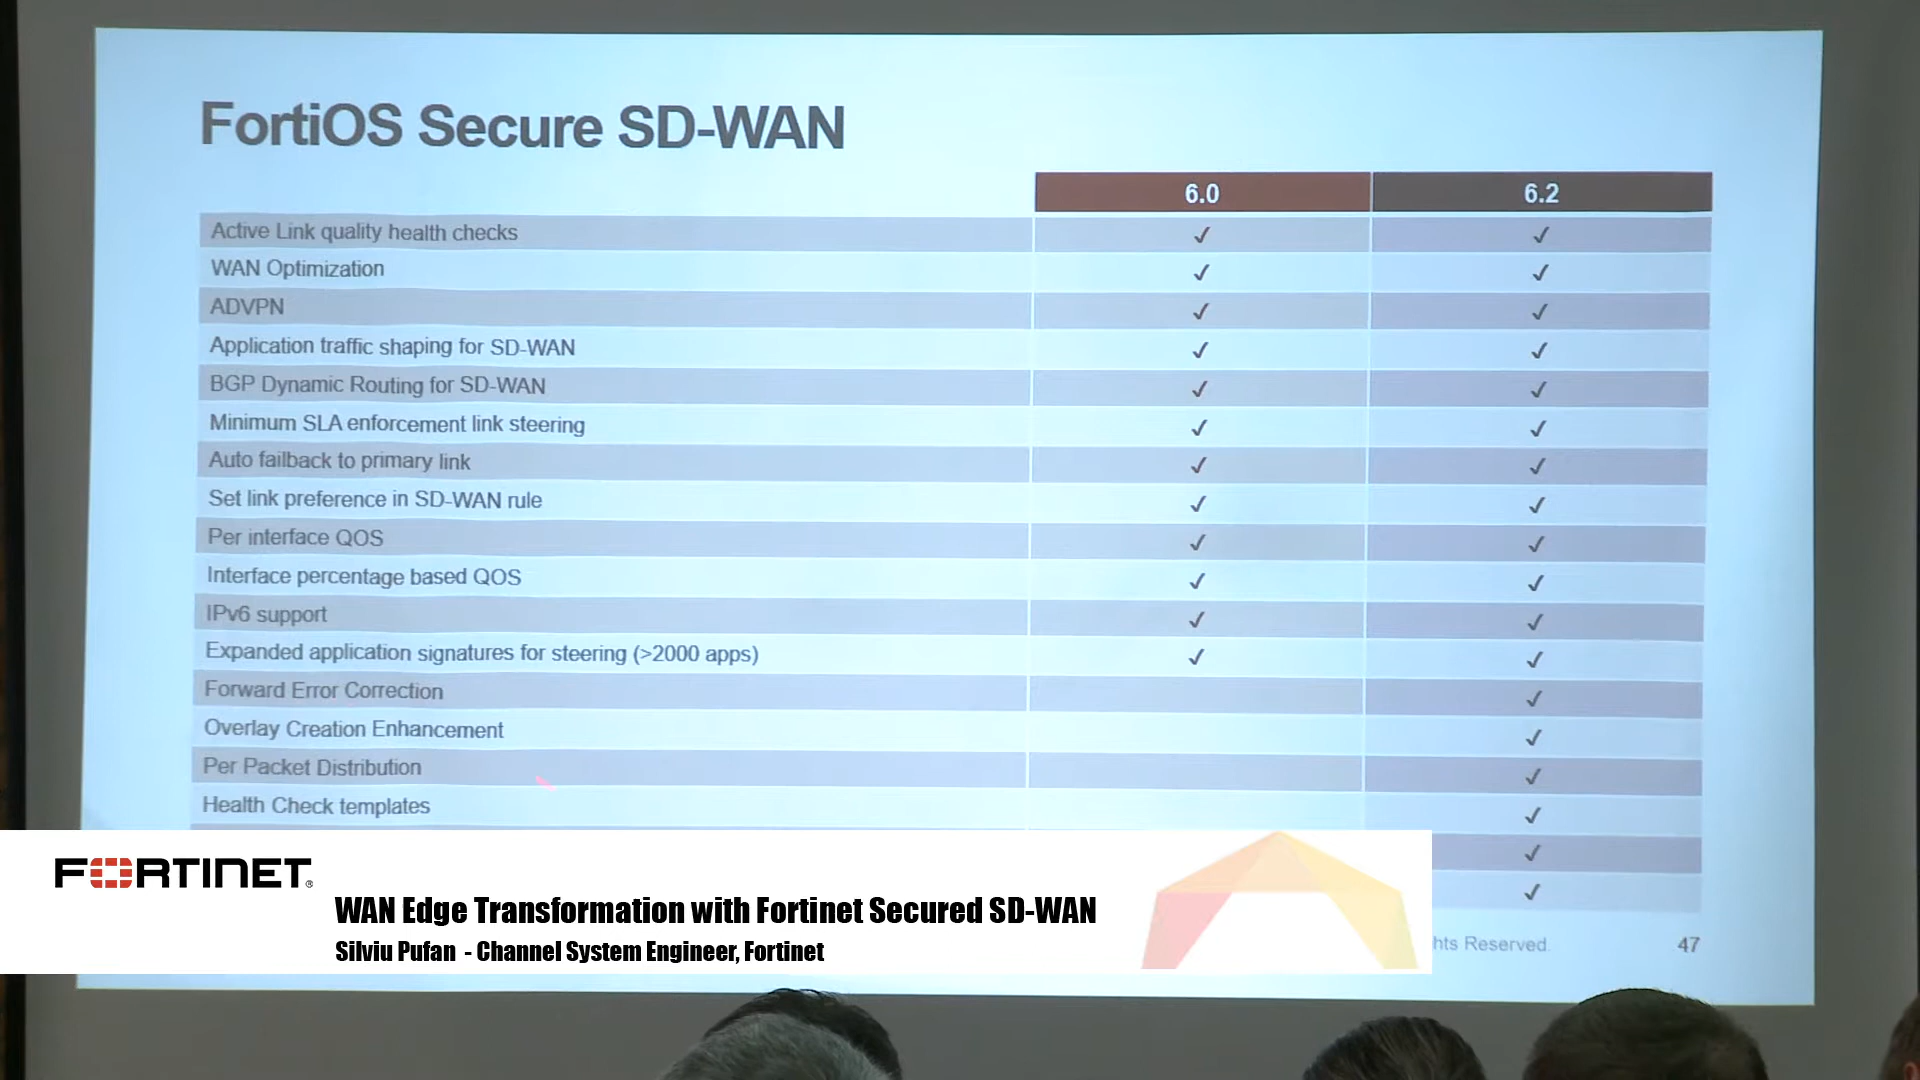 FortiOS Secure SD-WAN
6.0 6.2
Active Link quality health checks ✓ ✓
WAN Optimization ✓ ✓
ADVPN ✓ ✓
Application traffic shaping for SD-WAN ✓ ✓
BGP Dynamic Routing for SD-WAN ✓ ✓
Minimum SLA enforcement link steering ✓ ✓
Auto failback to primary link ✓ ✓
Set link preference in SD-WAN rule ✓ ✓
Per interface QOS ✓ ✓
Interface percentage based QOS ✓ ✓
IPv6 support ✓ ✓
Expanded application signatures for steering (>2000 apps) ✓ ✓
Forward Error Correction ✓
Overlay Creation Enhancement ✓
Per Packet Distribution ✓
Health Check templates ✓
✓
✓
hts Reserved. 47
FORTINET®
WAN Edge Transformation with Fortinet Secured SD-WAN
Silviu Pufan - Channel System Engineer, Fortinet